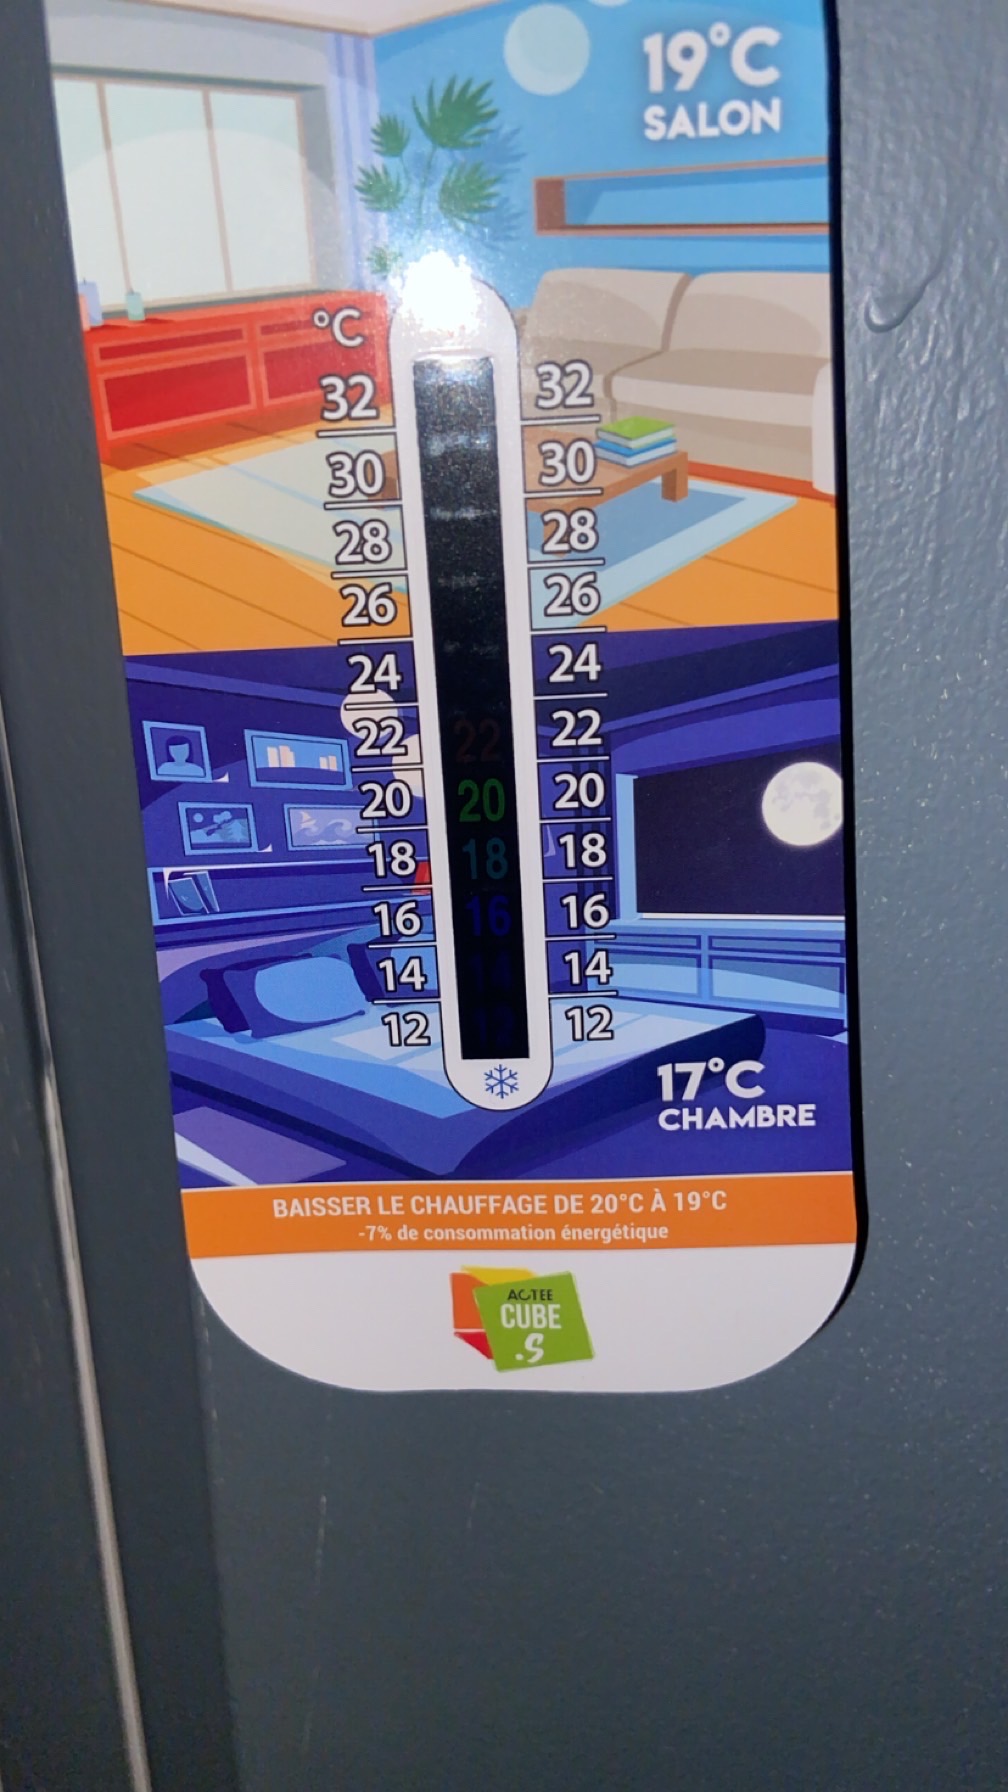 19°C
SALON
°C
32 32
30 30
28 28
26 26
24 24
22 22 22
20 20 20
18 18 18
16 16 16
14 14 14
12 12 12
17°C
CHAMBRE
BAISSER LE CHAUFFAGE DE 20°C À 19°C
-7% de consommation énergétique
ACTEE
CUBE
.S